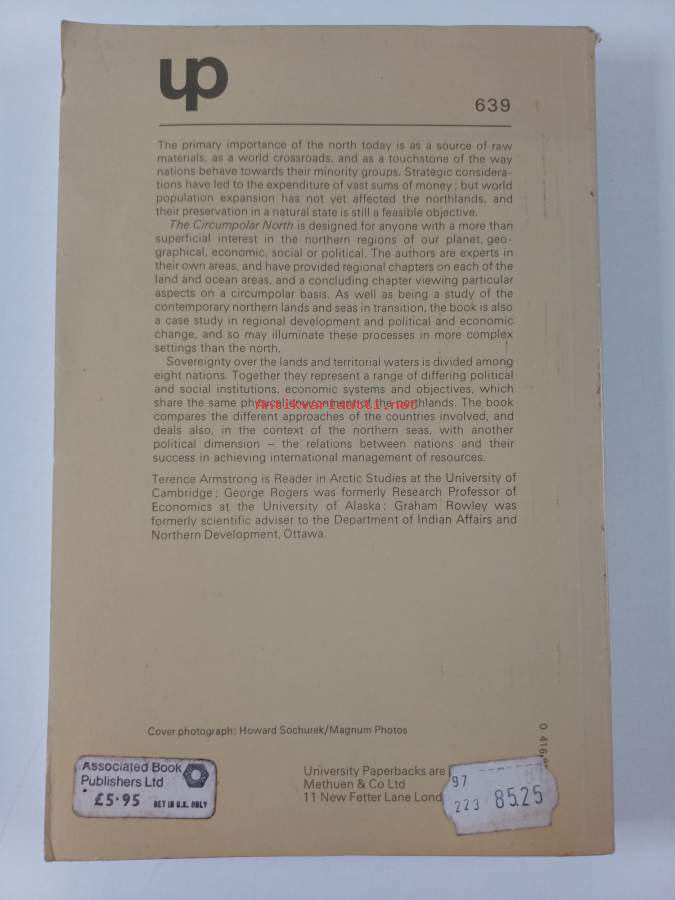 up
639
The primary importance of the north today is as a source of raw
materials, as a world crossroads, and as a touchstone of the way
nations behave towards their minority groups. Strategic considera-
tions have led to the expenditure of vast sums of money; but world
population expansion has not yet affected the northlands, and
their preservation in a natural state is still a feasible objective.
The Circumpolar North is designed for anyone with a more than
superficial interest in the northern regions of our planet, geo-
graphical, economic, social or political. The authors are experts in
their own areas, and have provided regional chapters on each of the
land and ocean areas, and a concluding chapter viewing particular
aspects on a circumpolar basis. As well as being a study of the
contemporary northern lands and seas in transition, the book is also
a case study in regional development and political and economic
change, and so may illuminate these processes in more complex
settings than the north.
Sovereignty over the lands and territorial waters is divided among
eight nations. Together they represent a range of differing political
and social institutions, economic systems and objectives, which
share the same physical environment of the northlands. The book
Antikvariaatti.net
compares the different approaches of the countries involved, and
deals also, in the context of the northern seas, with another
political dimension – the relations between nations and their
success in achieving international management of resources.
Terence Armstrong is Reader in Arctic Studies at the University of
Cambridge; George Rogers was formerly Research Professor of
Economics at the University of Alaska; Graham Rowley was
formerly scientific adviser to the Department of Indian Affairs and
Northern Development, Ottawa.
Cover photograph: Howard Sochurek/Magnum Photos
0 416
Associated Book
Publishers Ltd
£5·95 NET IN U.K. ONLY
University Paperbacks are
Methuen & Co Ltd
11 New Fetter Lane Lond
97
223 8525